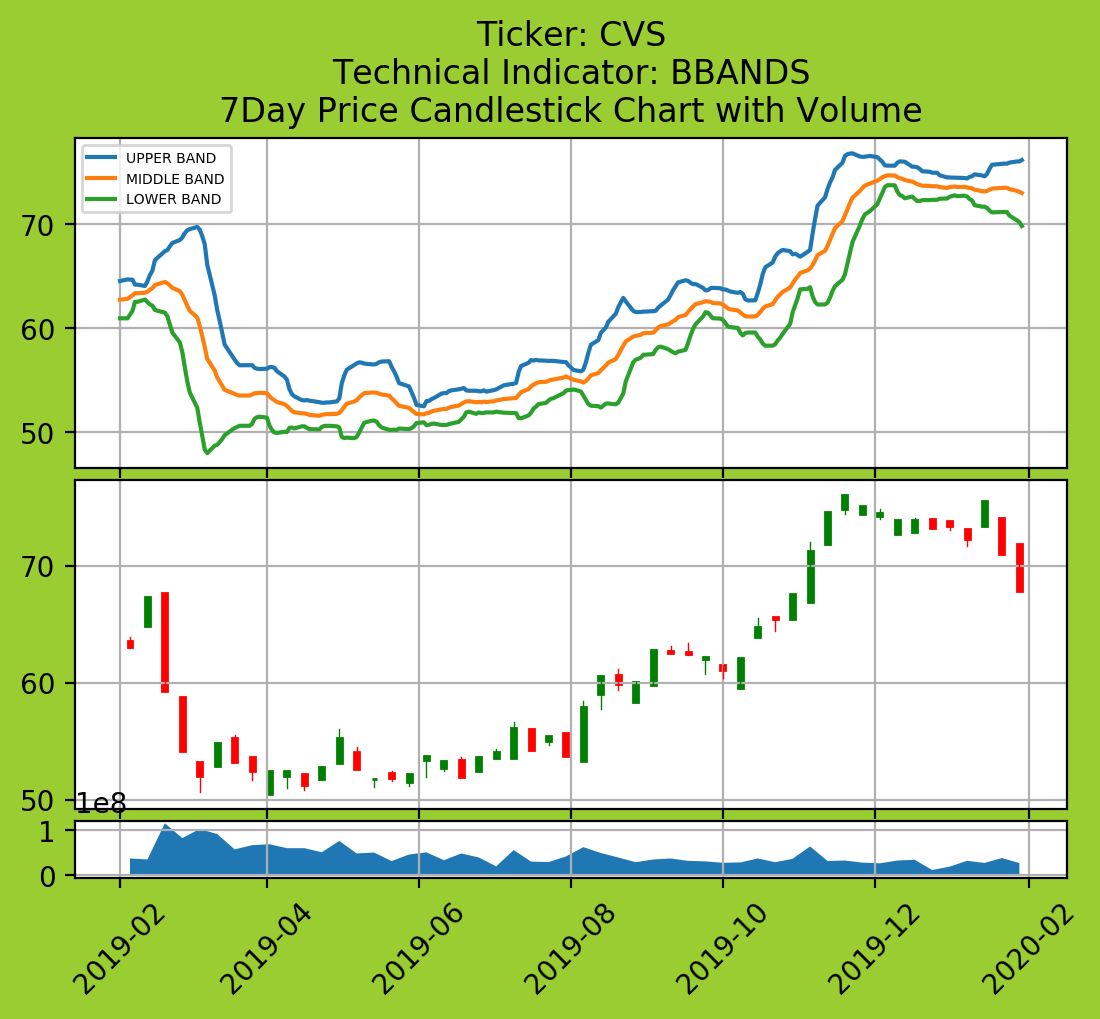 Ticker: CVS
Technical Indicator: BBANDS
7Day Price Candlestick Chart with Volume
UPPER BAND
MIDDLE BAND
LOWER BAND
70
60
50
70
60
50
1e8
1
0
2019-02
2019-04
2019-06
2019-08
2019-10
2019-12
2020-02